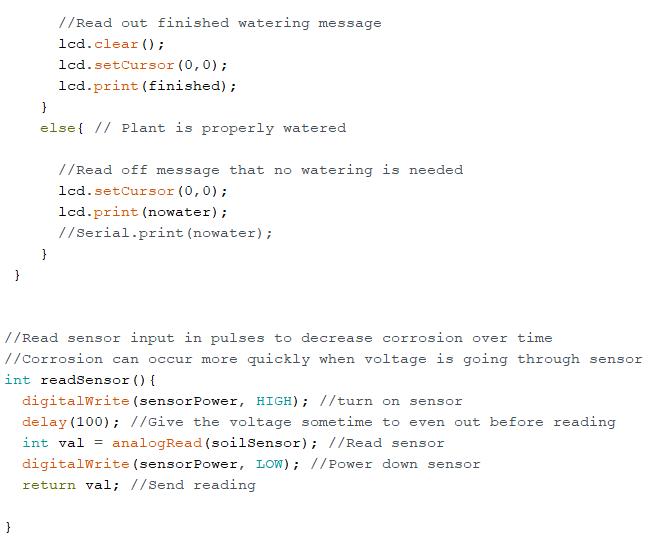 //Read out finished watering message
lcd.clear();
lcd.setCursor(0,0);
lcd.print(finished);
}
else{ // Plant is properly watered
//Read off message that no watering is needed
lcd.setCursor(0,0);
lcd.print(nowater);
//Serial.print(nowater);
}
}
//Read sensor input in pulses to decrease corrosion over time
//Corrosion can occur more quickly when voltage is going through sensor
int readSensor(){
digitalWrite(sensorPower, HIGH); //turn on sensor
delay(100); //Give the voltage sometime to even out before reading
int val = analogRead(soilSensor); //Read sensor
digitalWrite(sensorPower, LOW); //Power down sensor
return val; //Send reading
}